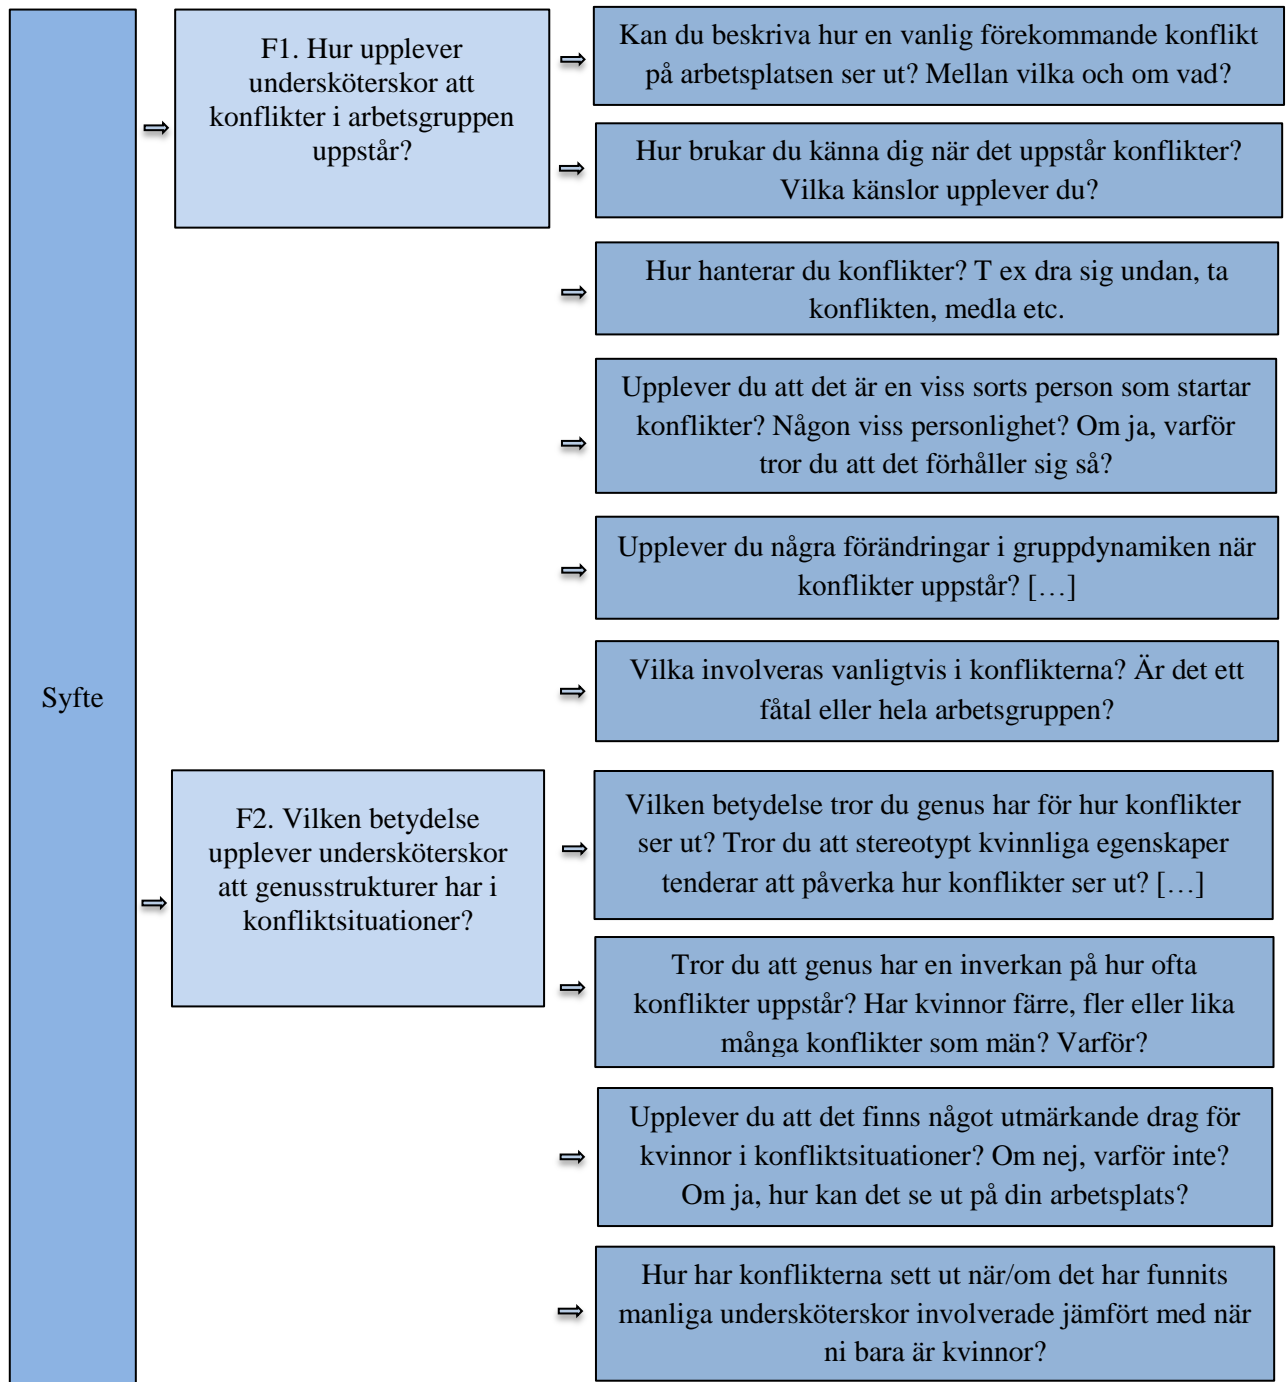 Syfte
F1. Hur upplever
undersköterskor att
konflikter i arbetsgruppen
uppstår?
Kan du beskriva hur en vanlig förekommande konflikt
på arbetsplatsen ser ut? Mellan vilka och om vad?
Hur brukar du känna dig när det uppstår konflikter?
Vilka känslor upplever du?
Hur hanterar du konflikter? T ex dra sig undan, ta
konflikten, medla etc.
Upplever du att det är en viss sorts person som startar
konflikter? Någon viss personlighet? Om ja, varför
tror du att det förhåller sig så?
Upplever du några förändringar i gruppdynamiken när
konflikter uppstår? […]
Vilka involveras vanligtvis i konflikterna? Är det ett
fåtal eller hela arbetsgruppen?
F2. Vilken betydelse
upplever undersköterskor
att genusstrukturer har i
konfliktsituationer?
Vilken betydelse tror du genus har för hur konflikter
ser ut? Tror du att stereotypt kvinnliga egenskaper
tenderar att påverka hur konflikter ser ut? […]
Tror du att genus har en inverkan på hur ofta
konflikter uppstår? Har kvinnor färre, fler eller lika
många konflikter som män? Varför?
Upplever du att det finns något utmärkande drag för
kvinnor i konfliktsituationer? Om nej, varför inte?
Om ja, hur kan det se ut på din arbetsplats?
Hur har konflikterna sett ut när/om det har funnits
manliga undersköterskor involverade jämfört med när
ni bara är kvinnor?